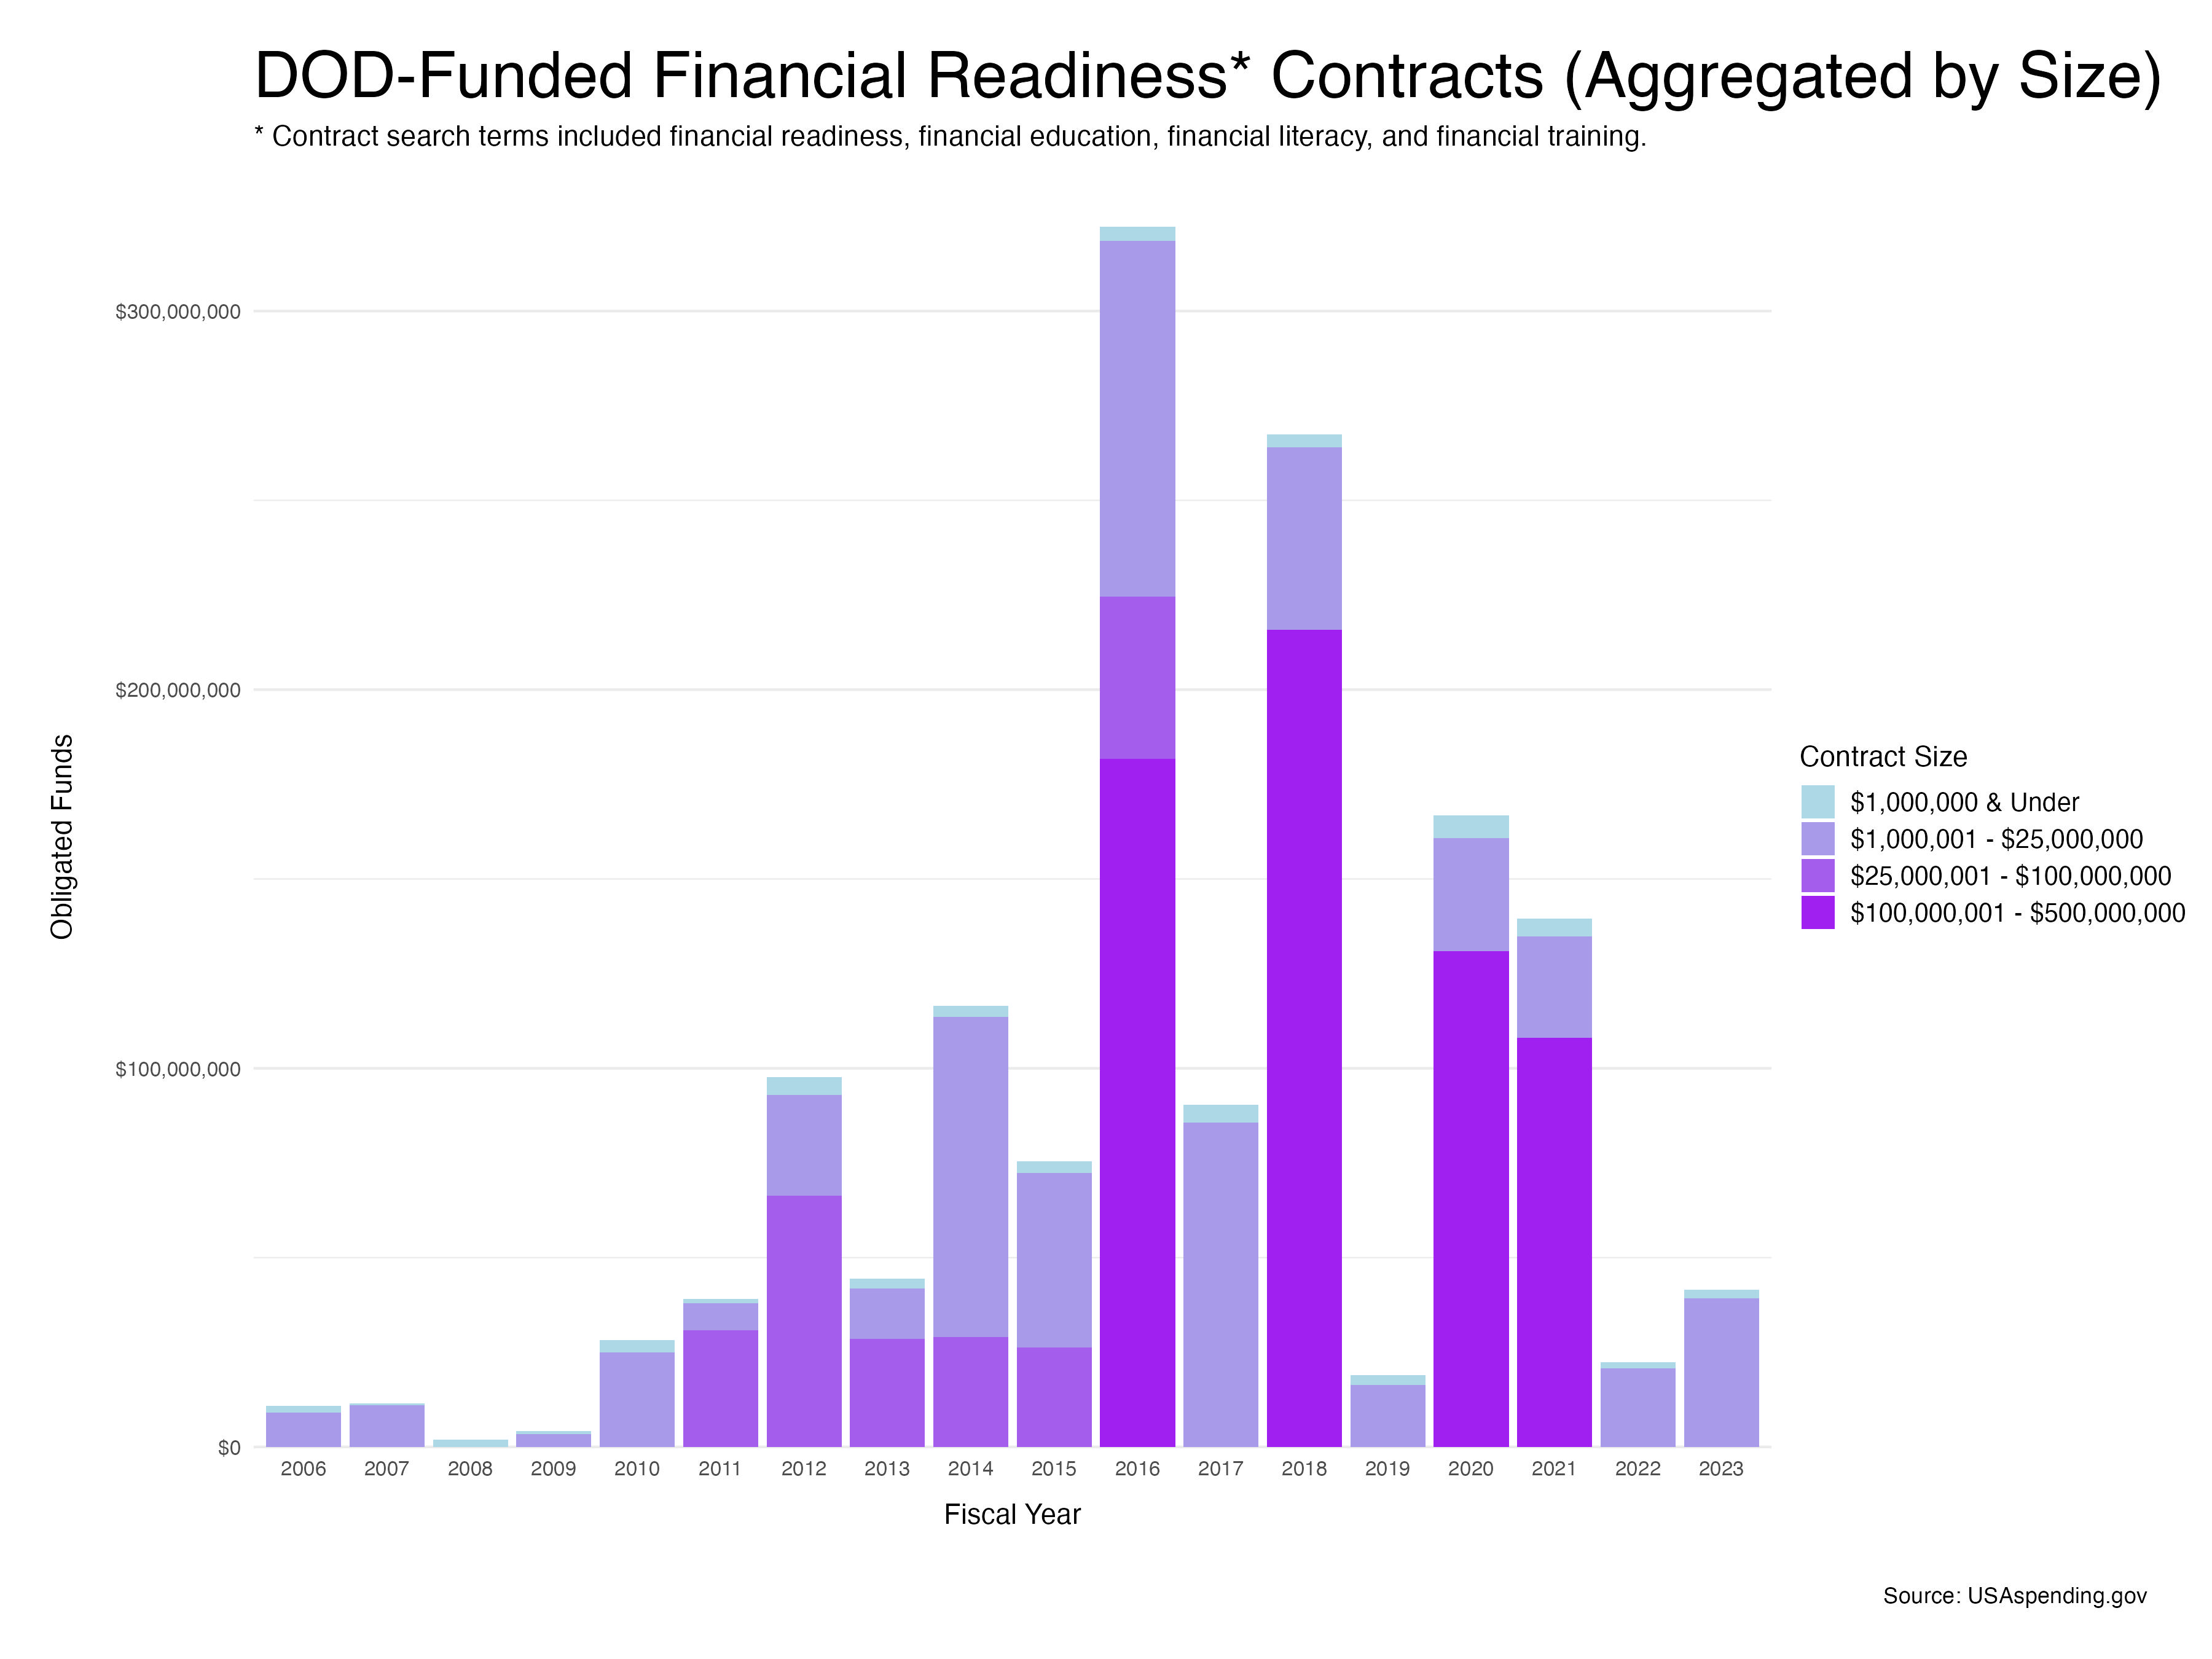 DOD-Funded Financial Readiness* Contracts (Aggregated by Size)
* Contract search terms included financial readiness, financial education, financial literacy, and financial training.
$300,000,000
$200,000,000
$100,000,000
$0
Obligated Funds
2006 2007 2008 2009 2010 2011 2012 2013 2014 2015 2016 2017 2018 2019 2020 2021 2022 2023
Fiscal Year
Contract Size
$1,000,000 & Under
$1,000,001 - $25,000,000
$25,000,001 - $100,000,000
$100,000,001 - $500,000,000
Source: USAspending.gov